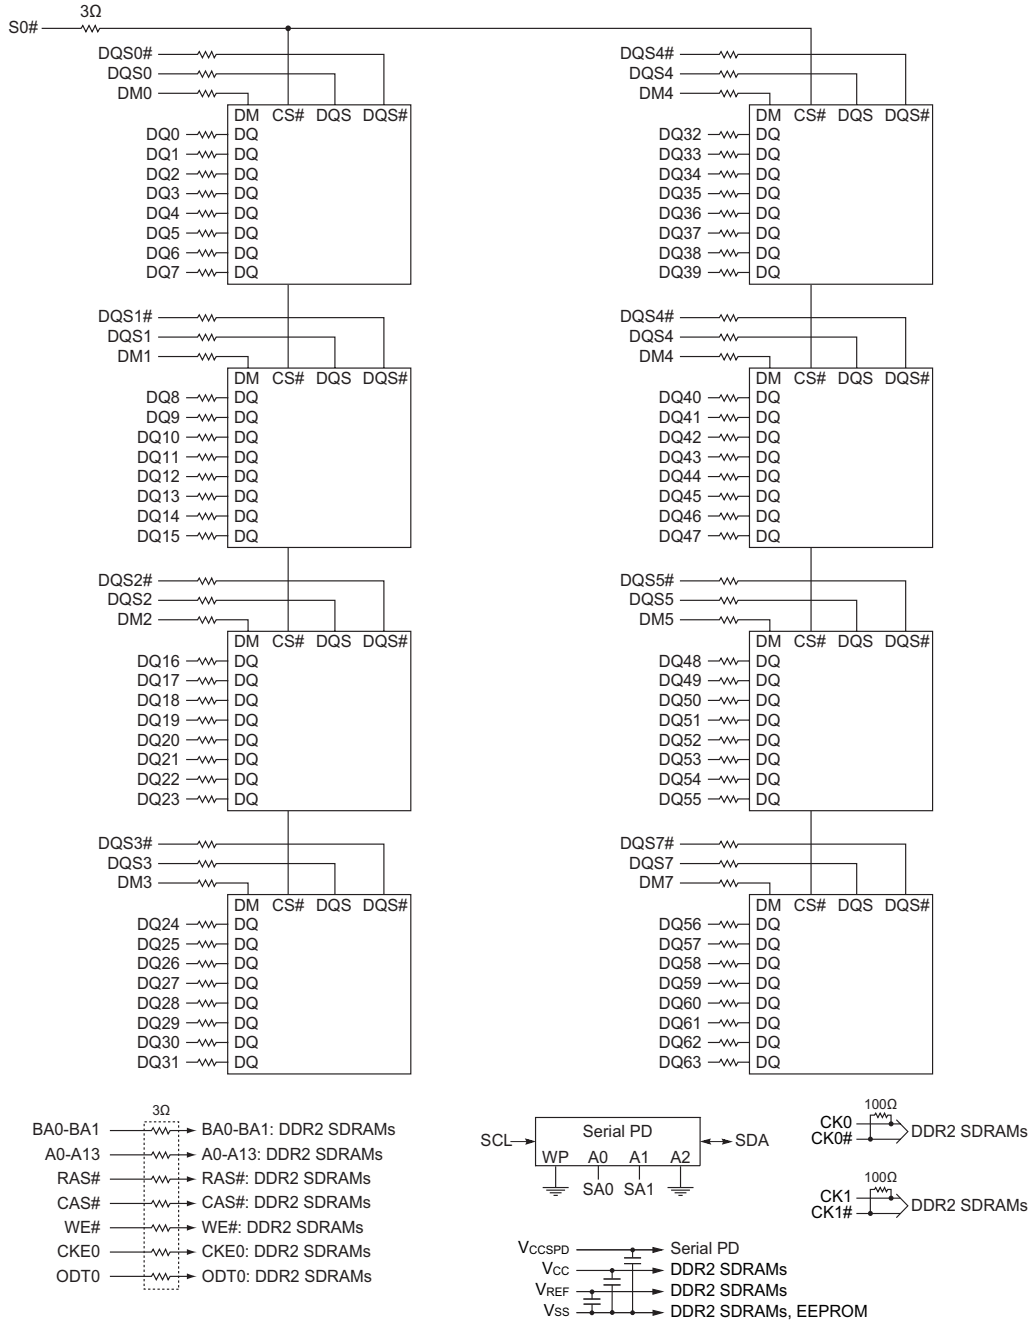 3Ω
S0#
DQS0#
DQS0
DM0
DM CS# DQS DQS#
DQ0 DQ
DQ1 DQ
DQ2 DQ
DQ3 DQ
DQ4 DQ
DQ5 DQ
DQ6 DQ
DQ7 DQ
DQS1#
DQS1
DM1
DM CS# DQS DQS#
DQ8 DQ
DQ9 DQ
DQ10 DQ
DQ11 DQ
DQ12 DQ
DQ13 DQ
DQ14 DQ
DQ15 DQ
DQS2#
DQS2
DM2
DM CS# DQS DQS#
DQ16 DQ
DQ17 DQ
DQ18 DQ
DQ19 DQ
DQ20 DQ
DQ21 DQ
DQ22 DQ
DQ23 DQ
DQS3#
DQS3
DM3
DM CS# DQS DQS#
DQ24 DQ
DQ25 DQ
DQ26 DQ
DQ27 DQ
DQ28 DQ
DQ29 DQ
DQ30 DQ
DQ31 DQ
DQS4#
DQS4
DM4
DM CS# DQS DQS#
DQ32 DQ
DQ33 DQ
DQ34 DQ
DQ35 DQ
DQ36 DQ
DQ37 DQ
DQ38 DQ
DQ39 DQ
DQS4#
DQS4
DM4
DM CS# DQS DQS#
DQ40 DQ
DQ41 DQ
DQ42 DQ
DQ43 DQ
DQ44 DQ
DQ45 DQ
DQ46 DQ
DQ47 DQ
DQS5#
DQS5
DM5
DM CS# DQS DQS#
DQ48 DQ
DQ49 DQ
DQ50 DQ
DQ51 DQ
DQ52 DQ
DQ53 DQ
DQ54 DQ
DQ55 DQ
DQS7#
DQS7
DM7
DM CS# DQS DQS#
DQ56 DQ
DQ57 DQ
DQ58 DQ
DQ59 DQ
DQ60 DQ
DQ61 DQ
DQ62 DQ
DQ63 DQ
3Ω
BA0-BA1 BA0-BA1: DDR2 SDRAMs
A0-A13 A0-A13: DDR2 SDRAMs
RAS# RAS#: DDR2 SDRAMs
CAS# CAS#: DDR2 SDRAMs
WE# WE#: DDR2 SDRAMs
CKE0 CKE0: DDR2 SDRAMs
ODT0 ODT0: DDR2 SDRAMs
Serial PD
SCL SDA
WP A0 A1 A2
SA0 SA1
VCCSPD Serial PD
VCC DDR2 SDRAMs
VREF DDR2 SDRAMs
VSS DDR2 SDRAMs, EEPROM
100Ω
CK0
CK0# DDR2 SDRAMs
100Ω
CK1
CK1# DDR2 SDRAMs